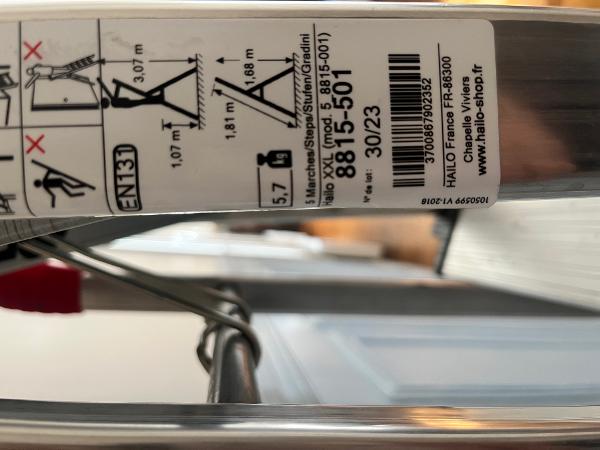 3,07 m
1,07 m
1,68 m
1,81 m
EN131
5,7 kg
5 Marches/Steps/Stufen/Gradini
Hailo XXL (mod. 5 8815-001)
8815-501
N° de lot: 30/23
3700867902352
HAILO France FR-86300
Chapelle Viviers
www.hailo-shop.fr
1050599 V1-2018